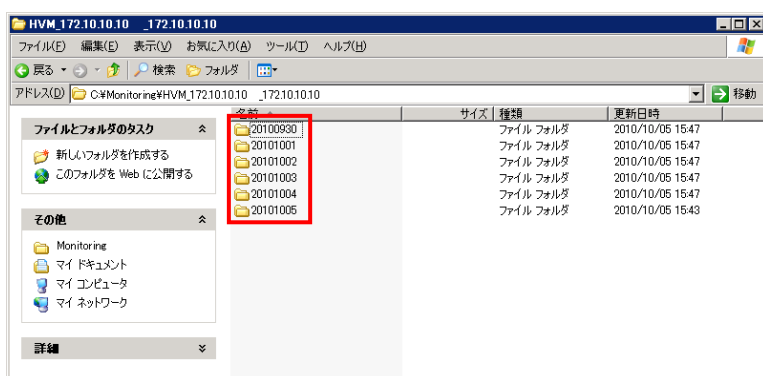 HVM_172.10.10.10 _172.10.10.10
ファイル(F) 編集(E) 表示(V) お気に入り(A) ツール(T) ヘルプ(H)
戻る 検索 フォルダ
アドレス(D) C:¥Monitoring¥HVM_172.10.10.10 _172.10.10.10 移動
名前 サイズ 種類 更新日時
ファイルとフォルダのタスク
新しいフォルダを作成する
このフォルダを Web に公開する
その他
Monitoring
マイ ドキュメント
マイ コンピュータ
マイ ネットワーク
詳細
20100930 ファイル フォルダ 2010/10/05 15:47
20101001 ファイル フォルダ 2010/10/05 15:47
20101002 ファイル フォルダ 2010/10/05 15:47
20101003 ファイル フォルダ 2010/10/05 15:47
20101004 ファイル フォルダ 2010/10/05 15:47
20101005 ファイル フォルダ 2010/10/05 15:43